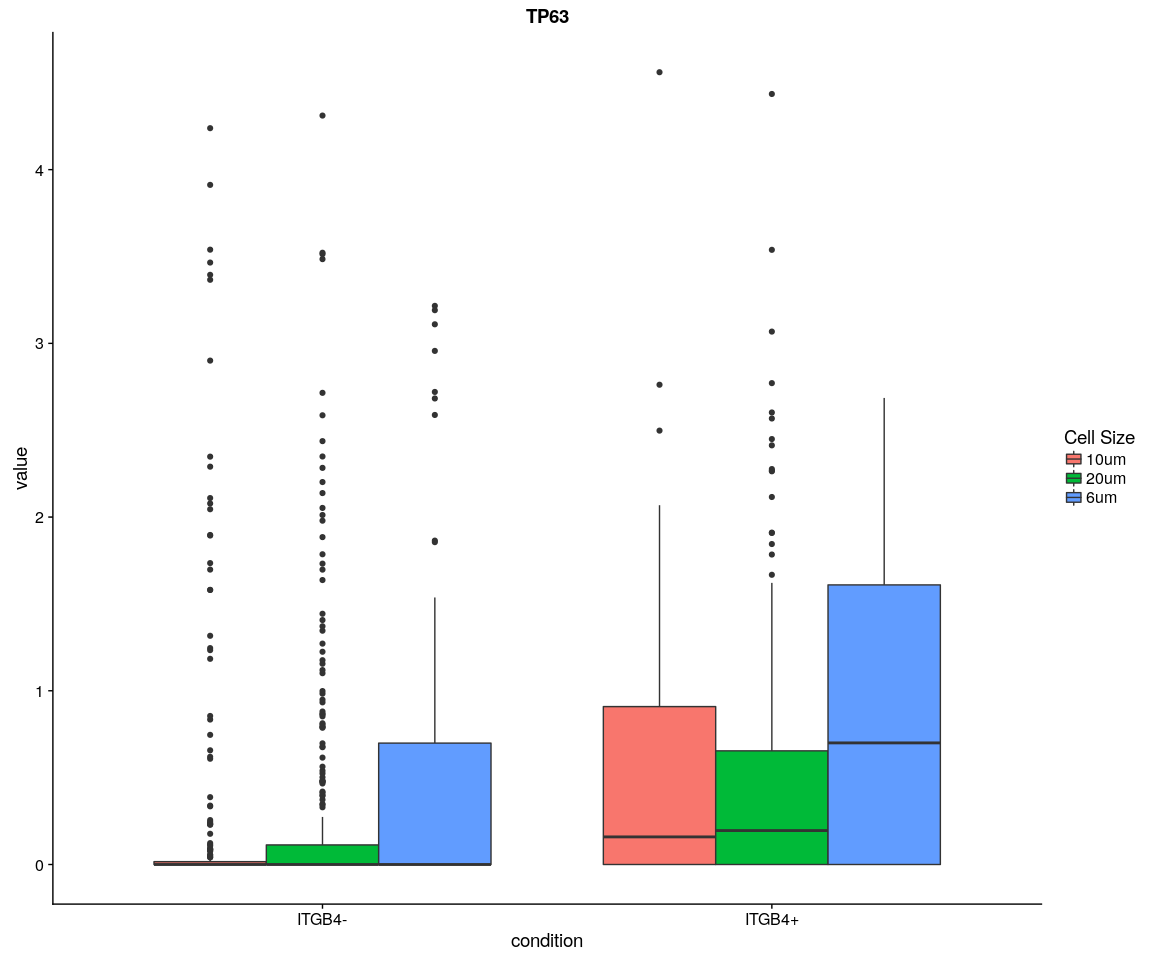 TP63
4
3
2
1
0
value
ITGB4-
ITGB4+
condition
Cell Size
10um
20um
6um